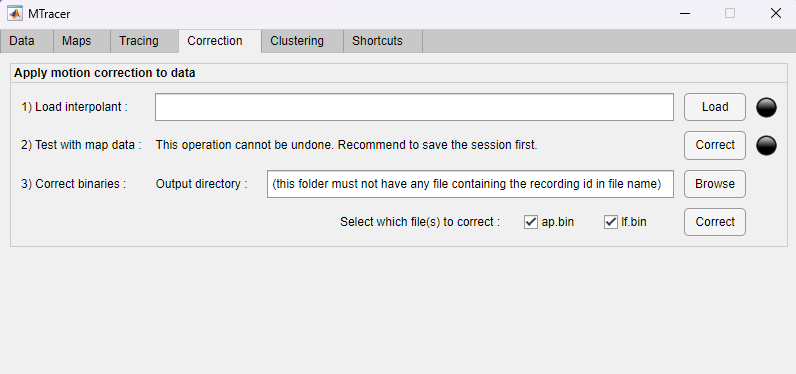 MTracer
Data Maps Tracing Correction Clustering Shortcuts
Apply motion correction to data
1) Load interpolant : Load
2) Test with map data : This operation cannot be undone. Recommend to save the session first. Correct
3) Correct binaries : Output directory : (this folder must not have any file containing the recording id in file name) Browse
Select which file(s) to correct : ap.bin lf.bin Correct